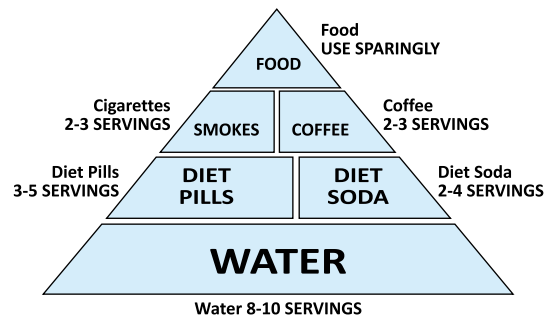 Food
USE SPARINGLY
FOOD
Cigarettes
2-3 SERVINGS
SMOKES
COFFEE
Coffee
2-3 SERVINGS
Diet Pills
3-5 SERVINGS
DIET
PILLS
DIET
SODA
Diet Soda
2-4 SERVINGS
WATER
Water 8-10 SERVINGS